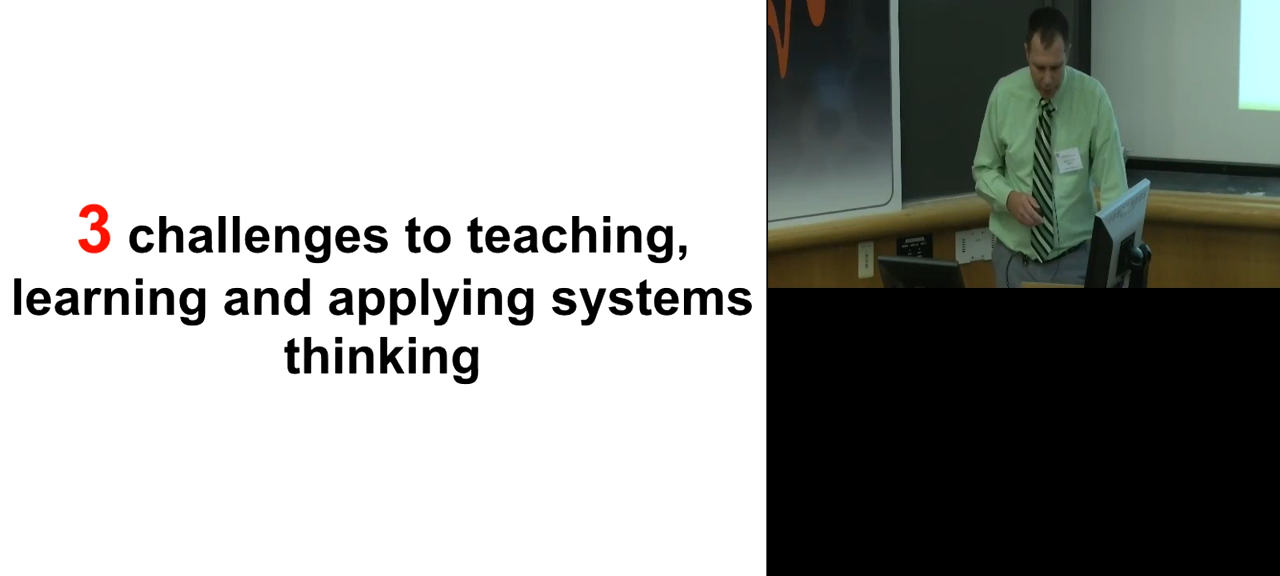 3 challenges to teaching,
learning and applying systems
thinking